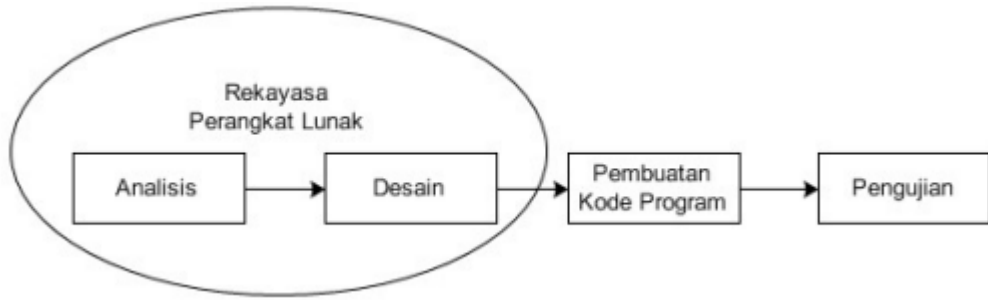 Rekayasa
Perangkat Lunak
Analisis
Desain
Pembuatan
Kode Program
Pengujian